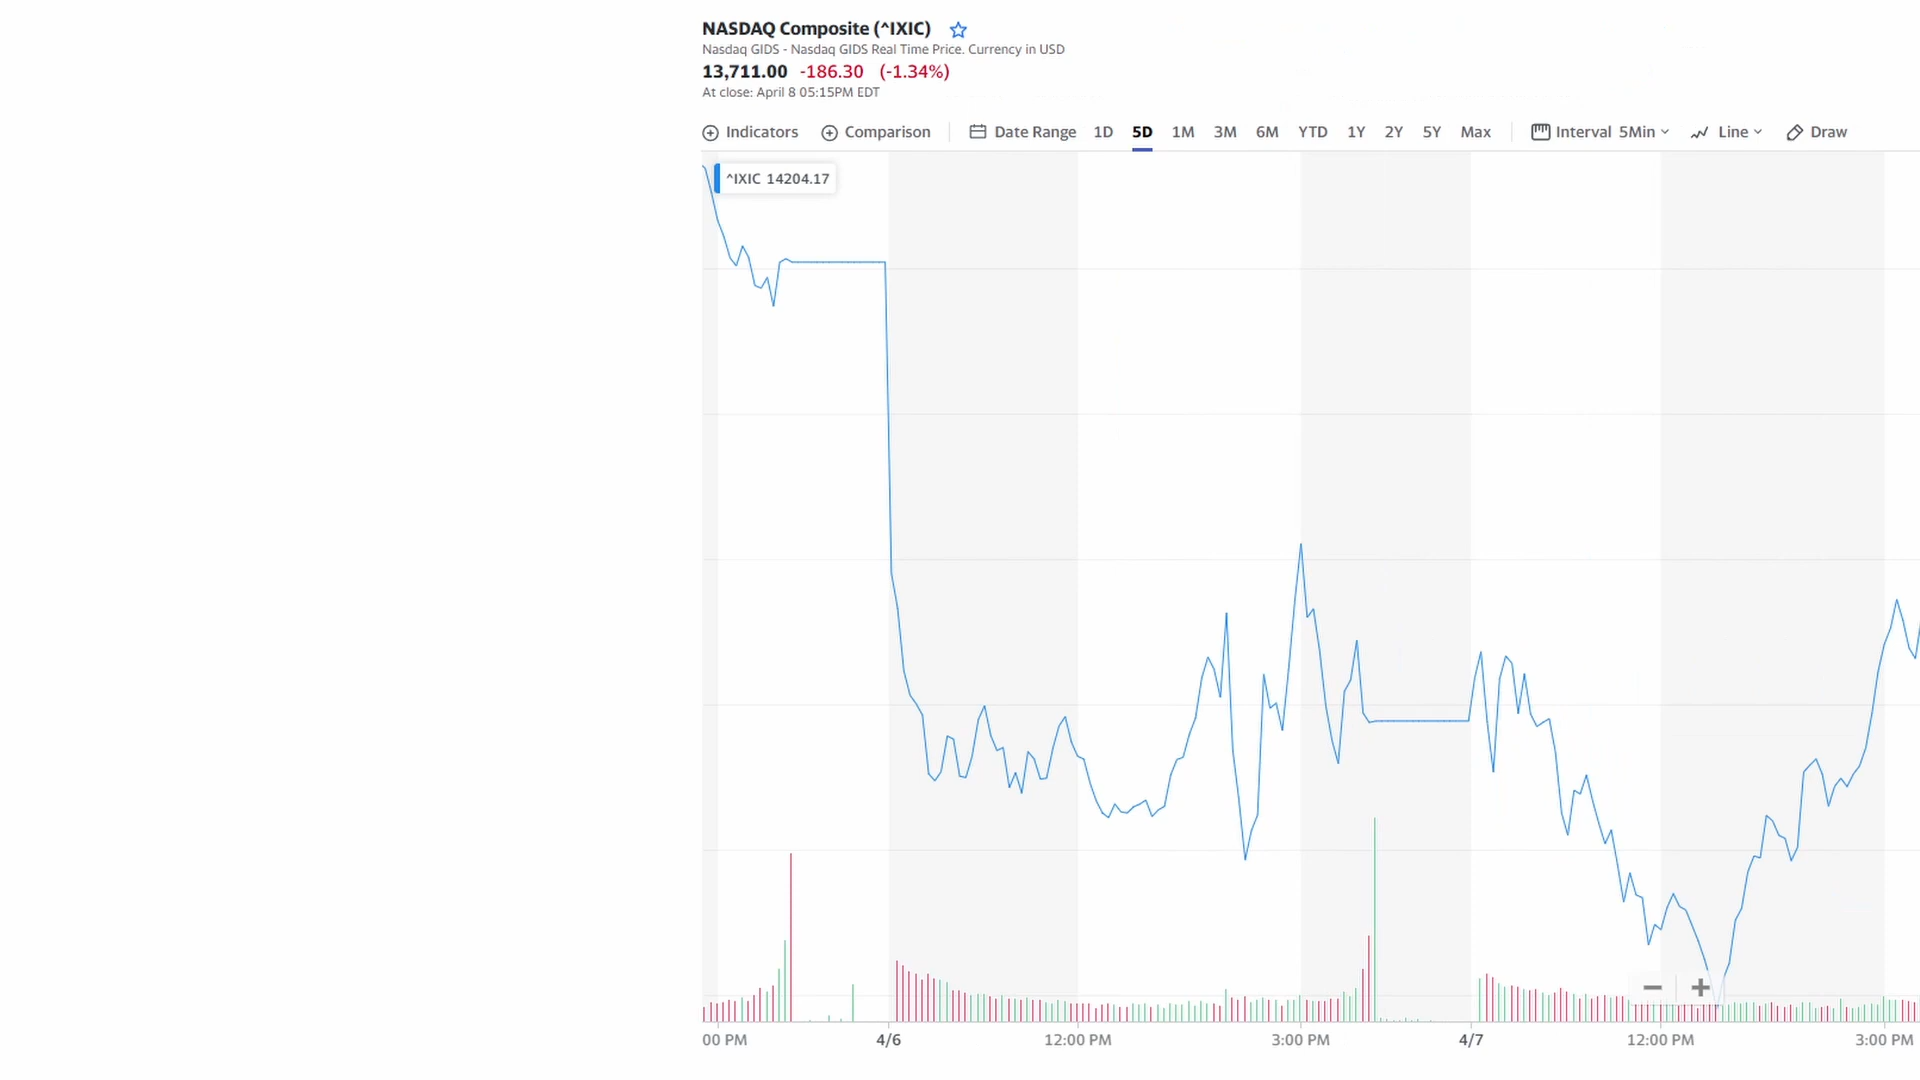 NASDAQ Composite (^IXIC)
Nasdaq GIDS - Nasdaq GIDS Real Time Price. Currency in USD
13,711.00 -186.30 (-1.34%)
At close: April 8 05:15PM EDT
Indicators Comparison Date Range 1D 5D 1M 3M 6M YTD 1Y 2Y 5Y Max Interval 5Min Line Draw
^IXIC 14204.17
00 PM 4/6 12:00 PM 3:00 PM 4/7 12:00 PM 3:00 PM